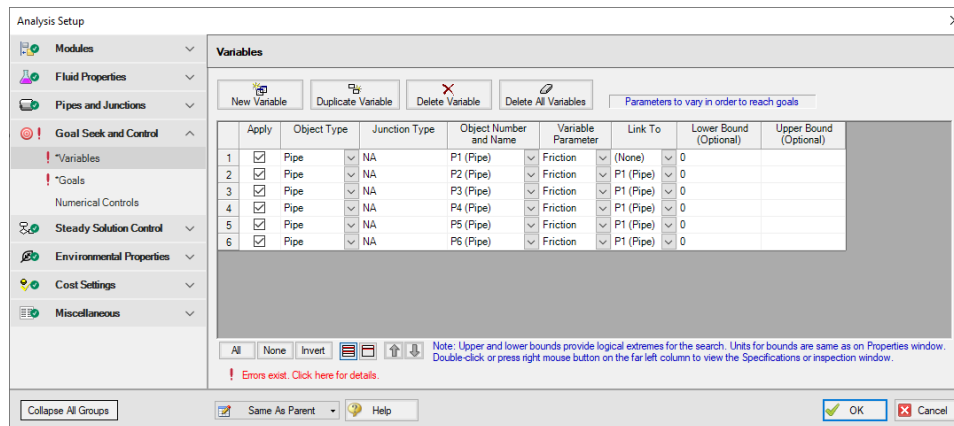 Analysis Setup
Modules
Fluid Properties
Pipes and Junctions
Goal Seek and Control
! *Variables
! *Goals
Numerical Controls
Steady Solution Control
Environmental Properties
Cost Settings
Miscellaneous
Collapse All Groups
Variables
New Variable Duplicate Variable Delete Variable Delete All Variables Parameters to vary in order to reach goals
Apply Object Type Junction Type Object Number and Name Variable Parameter Link To Lower Bound (Optional) Upper Bound (Optional)
1 Pipe NA P1 (Pipe) Friction (None) 0
2 Pipe NA P2 (Pipe) Friction P1 (Pipe) 0
3 Pipe NA P3 (Pipe) Friction P1 (Pipe) 0
4 Pipe NA P4 (Pipe) Friction P1 (Pipe) 0
5 Pipe NA P5 (Pipe) Friction P1 (Pipe) 0
6 Pipe NA P6 (Pipe) Friction P1 (Pipe) 0
All None Invert
Note: Upper and lower bounds provide logical extremes for the search. Units for bounds are same as on Properties window.
Double-click or press right mouse button on the far left column to view the Specifications or inspection window.
! Errors exist. Click here for details.
Same As Parent Help OK Cancel